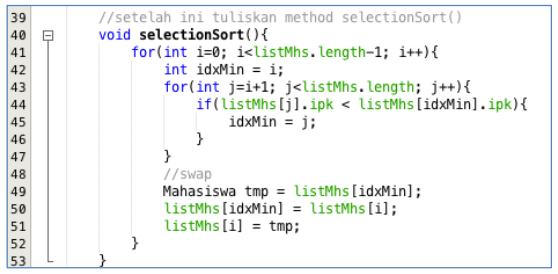 39 //setelah ini tuliskan method selectionSort()
40 void selectionSort(){
41 for(int i=0; i<listMhs.length-1; i++){
42 int idxMin = i;
43 for(int j=i+1; j<listMhs.length; j++){
44 if(listMhs[j].ipk < listMhs[idxMin].ipk){
45 idxMin = j;
46 }
47 }
48 //swap
49 Mahasiswa tmp = listMhs[idxMin];
50 listMhs[idxMin] = listMhs[i];
51 listMhs[i] = tmp;
52 }
53 }